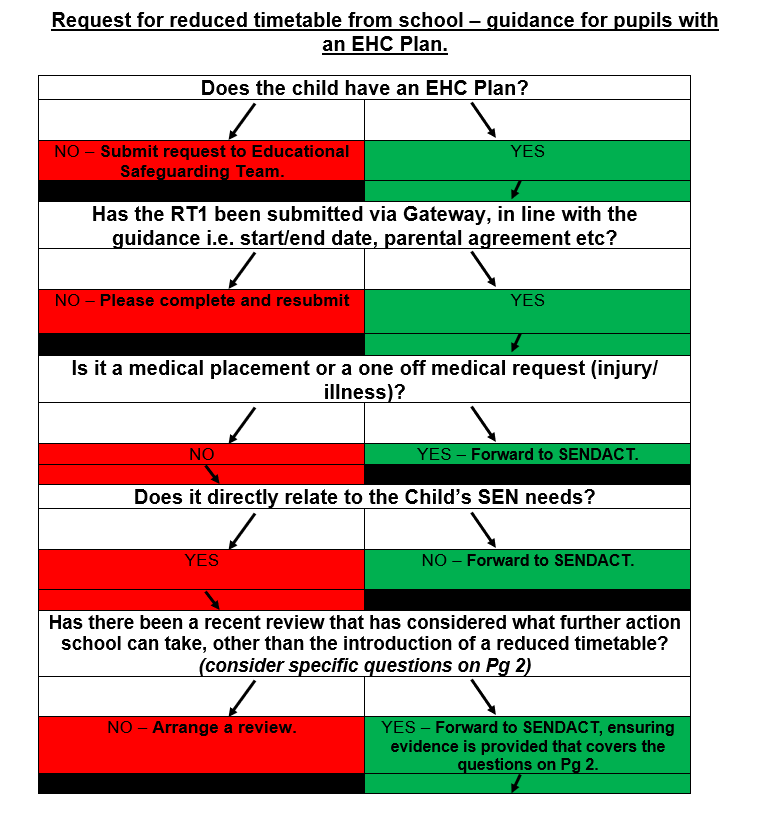 Request for reduced timetable from school – guidance for pupils with
an EHC Plan.
Does the child have an EHC Plan?
NO – Submit request to Educational
Safeguarding Team.
YES
Has the RT1 been submitted via Gateway, in line with the
guidance i.e. start/end date, parental agreement etc?
NO – Please complete and resubmit
YES
Is it a medical placement or a one off medical request (injury/
illness)?
NO
YES – Forward to SENDACT.
Does it directly relate to the Child’s SEN needs?
YES
NO – Forward to SENDACT.
Has there been a recent review that has considered what further action
school can take, other than the introduction of a reduced timetable?
(consider specific questions on Pg 2)
NO – Arrange a review.
YES – Forward to SENDACT, ensuring
evidence is provided that covers the
questions on Pg 2.